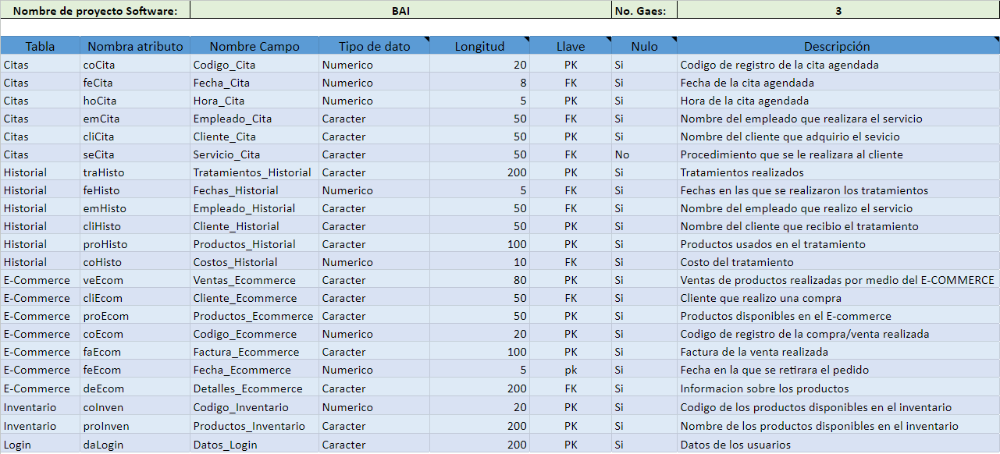 Nombre de proyecto Software: BAI No. Gaes: 3
Tabla Nombra atributo Nombre Campo Tipo de dato Longitud Llave Nulo Descripción
Citas coCita Codigo_Cita Numerico 20 PK Si Codigo de registro de la cita agendada
Citas feCita Fecha_Cita Numerico 8 FK Si Fecha de la cita agendada
Citas hoCita Hora_Cita Numerico 5 PK Si Hora de la cita agendada
Citas emCita Empleado_Cita Caracter 50 FK Si Nombre del empleado que realizara el servicio
Citas cliCita Cliente_Cita Caracter 50 PK Si Nombre del cliente que adquirio el sevicio
Citas seCita Servicio_Cita Caracter 50 FK No Procedimiento que se le realizara al cliente
Historial traHisto Tratamientos_Historial Caracter 200 PK Si Tratamientos realizados
Historial feHisto Fechas_Historial Numerico 5 FK Si Fechas en las que se realizaron los tratamientos
Historial emHisto Empleado_Historial Caracter 50 FK Si Nombre del empleado que realizo el servicio
Historial cliHisto Cliente_Historial Caracter 50 PK Si Nombre del cliente que recibio el tratamiento
Historial proHisto Productos_Historial Caracter 100 PK Si Productos usados en el tratamiento
Historial coHisto Costos_Historial Numerico 10 FK Si Costo del tratamiento
E-Commerce veEcom Ventas_Ecommerce Caracter 80 PK Si Ventas de productos realizadas por medio del E-COMMERCE
E-Commerce cliEcom Cliente_Ecommerce Caracter 50 FK Si Cliente que realizo una compra
E-Commerce proEcom Productos_Ecommerce Caracter 50 PK Si Productos disponibles en el E-commerce
E-Commerce coEcom Codigo_Ecommerce Numerico 20 PK Si Codigo de registro de la compra/venta realizada
E-Commerce faEcom Factura_Ecommerce Caracter 100 PK Si Factura de la venta realizada
E-Commerce feEcom Fecha_Ecommerce Numerico 5 pk Si Fecha en la que se retirara el pedido
E-Commerce deEcom Detalles_Ecommerce Caracter 200 FK Si Informacion sobre los productos
Inventario coInven Codigo_Inventario Numerico 20 PK Si Codigo de los productos disponibles en el inventario
Inventario proInven Productos_Inventario Caracter 200 PK Si Nombre de los productos disponibles en el inventario
Login daLogin Datos_Login Caracter 200 PK Si Datos de los usuarios